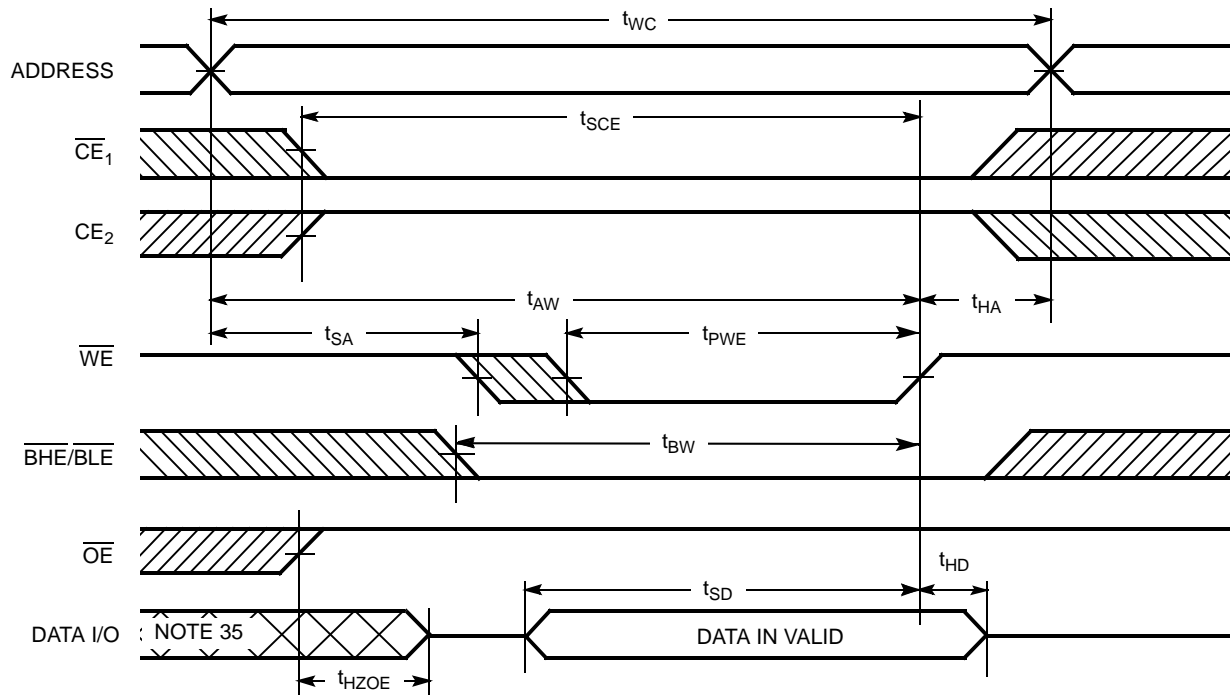 tWC
ADDRESS
tSCE
CE1
CE2
tAW
tHA
tSA
tPWE
WE
tBW
BHE/BLE
OE
tHD
tSD
DATA I/O
NOTE 35
DATA IN VALID
tHZOE